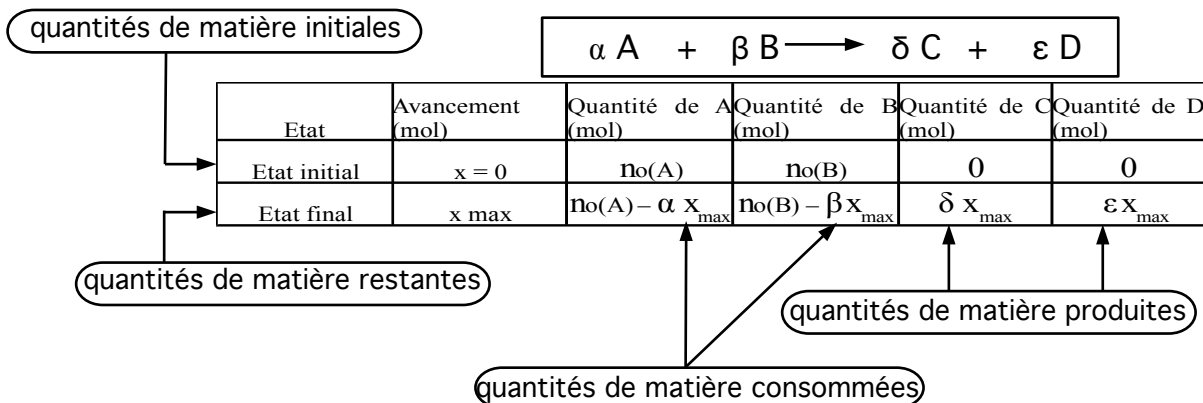 quantités de matière initiales
α A + β B → δ C + ε D
Etat
Avancement (mol)
Quantité de A (mol)
Quantité de B (mol)
Quantité de C (mol)
Quantité de D (mol)
Etat initial x = 0 no(A) no(B) 0 0
Etat final x max no(A) – α xmax no(B) – β xmax δ xmax ε xmax
quantités de matière restantes
quantités de matière produites
quantités de matière consommées